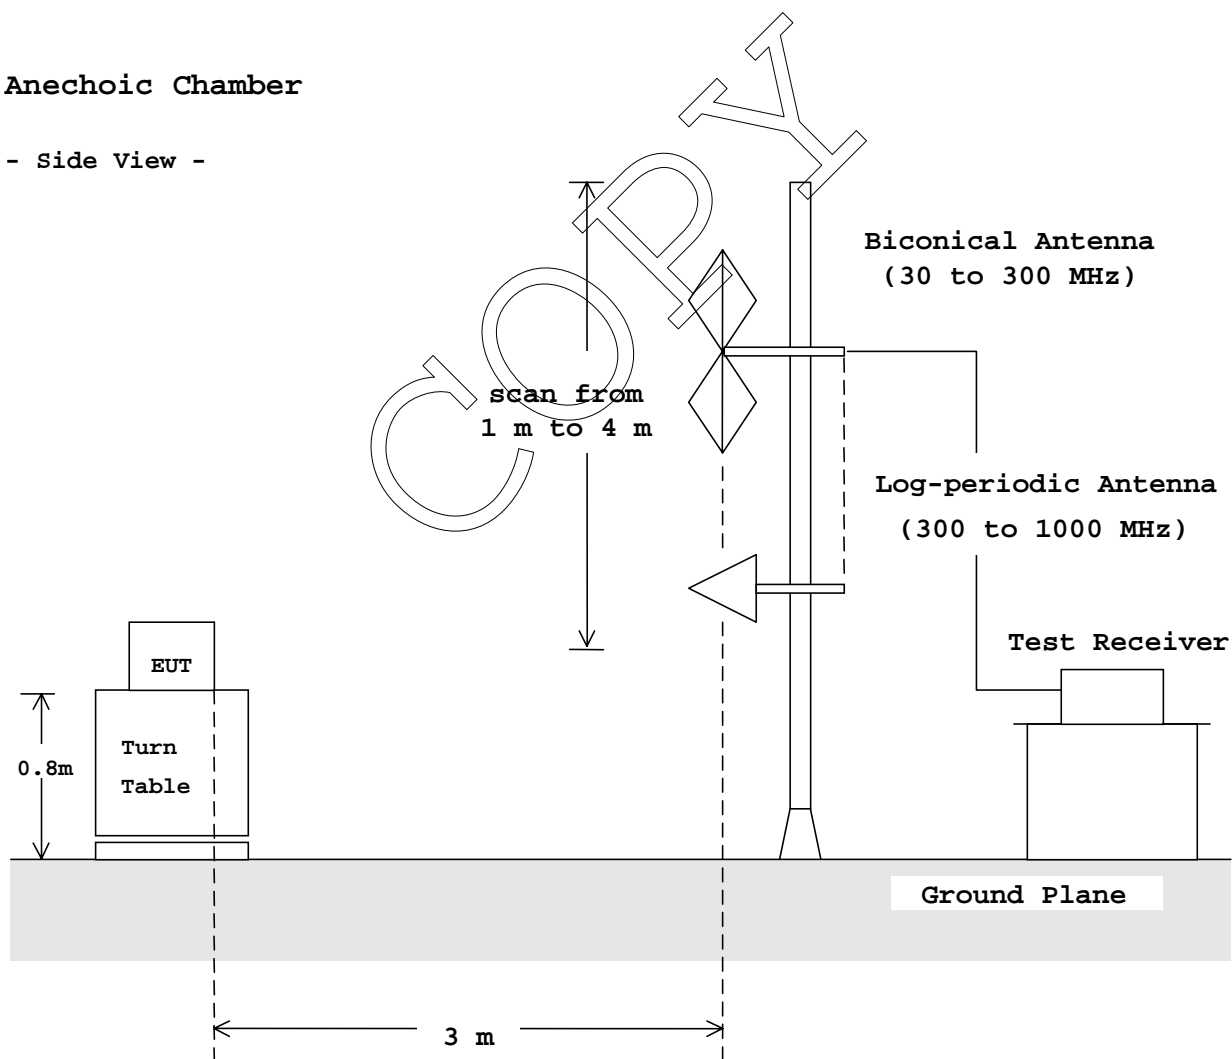 Anechoic Chamber
- Side View -
COPY
Biconical Antenna
(30 to 300 MHz)
scan from
1 m to 4 m
Log-periodic Antenna
(300 to 1000 MHz)
Test Receiver
EUT
Turn
Table
0.8m
Ground Plane
3 m